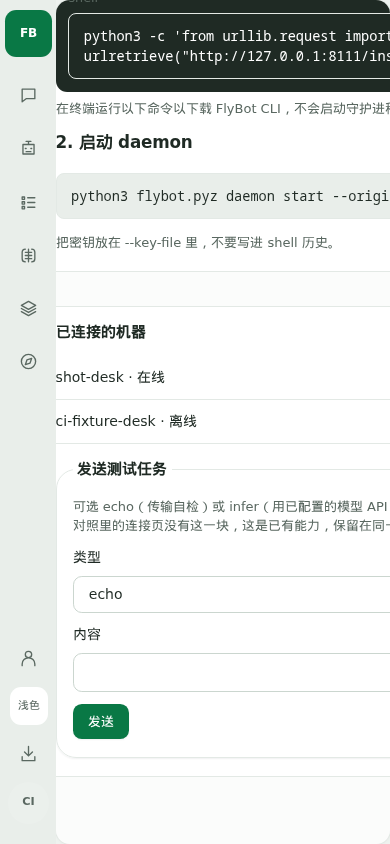 FB
python3 -c 'from urllib.request import
urlretrieve("http://127.0.0.1:8111/ins
在终端运行以下命令以下载 FlyBot CLI，不会启动守护进
2. 启动 daemon
python3 flybot.pyz daemon start --origi
把密钥放在 --key-file 里，不要写进 shell 历史。
已连接的机器
shot-desk · 在线
ci-fixture-desk · 离线
发送测试任务
可选 echo（传输自检）或 infer（用已配置的模型 API
对照里的连接页没有这一块，这是已有能力，保留在同一
类型
echo
内容
发送
浅色
CI